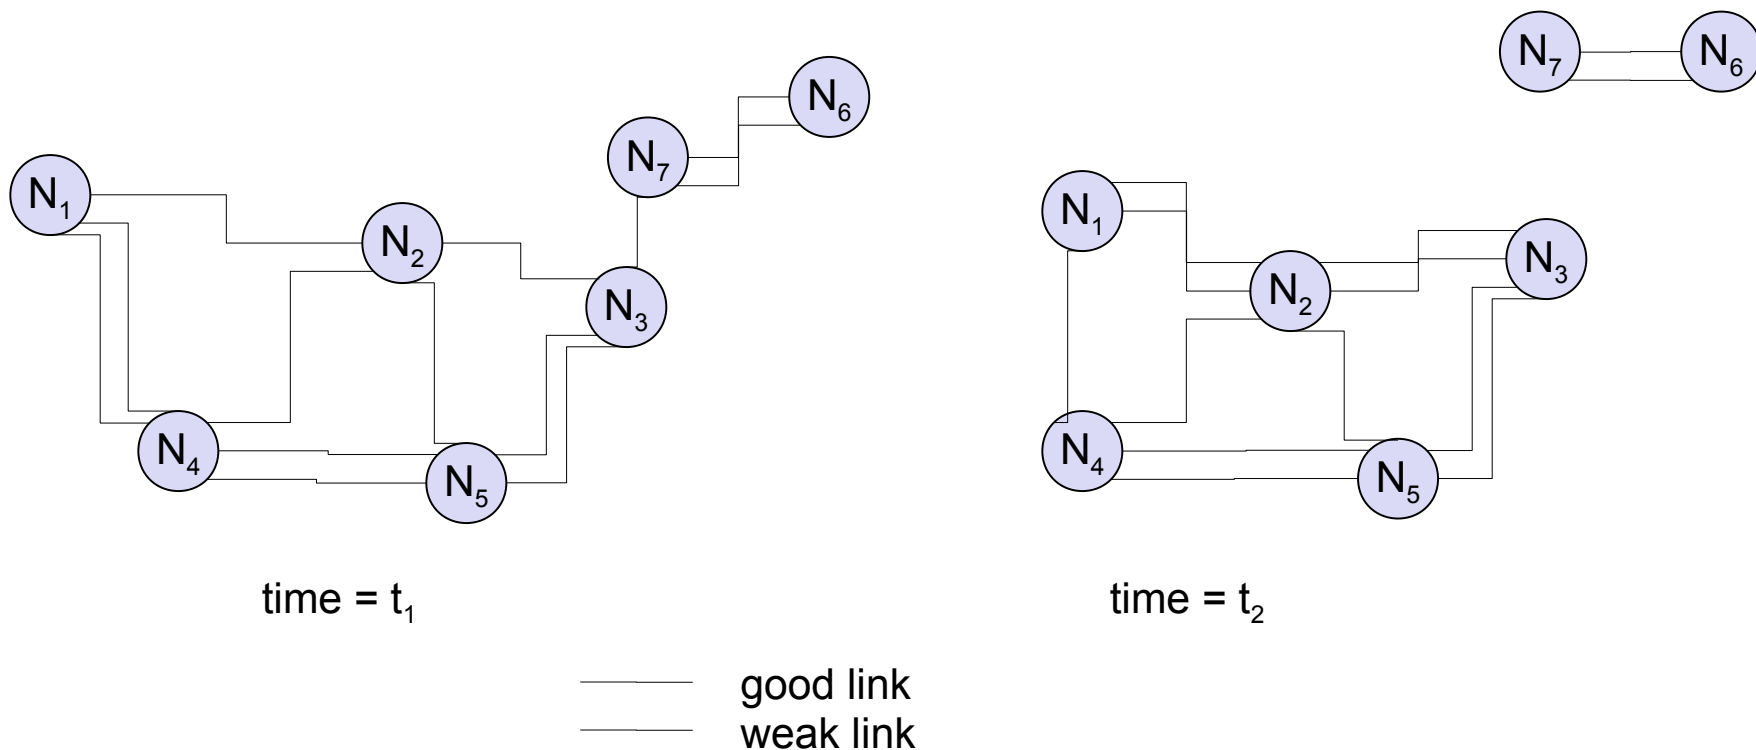 N₇ N₆
N₆
N₇
N₁
N₁
N₂
N₃
N₂
N₃
N₄
N₅
N₄
N₅
time = t₁
time = t₂
good link
weak link